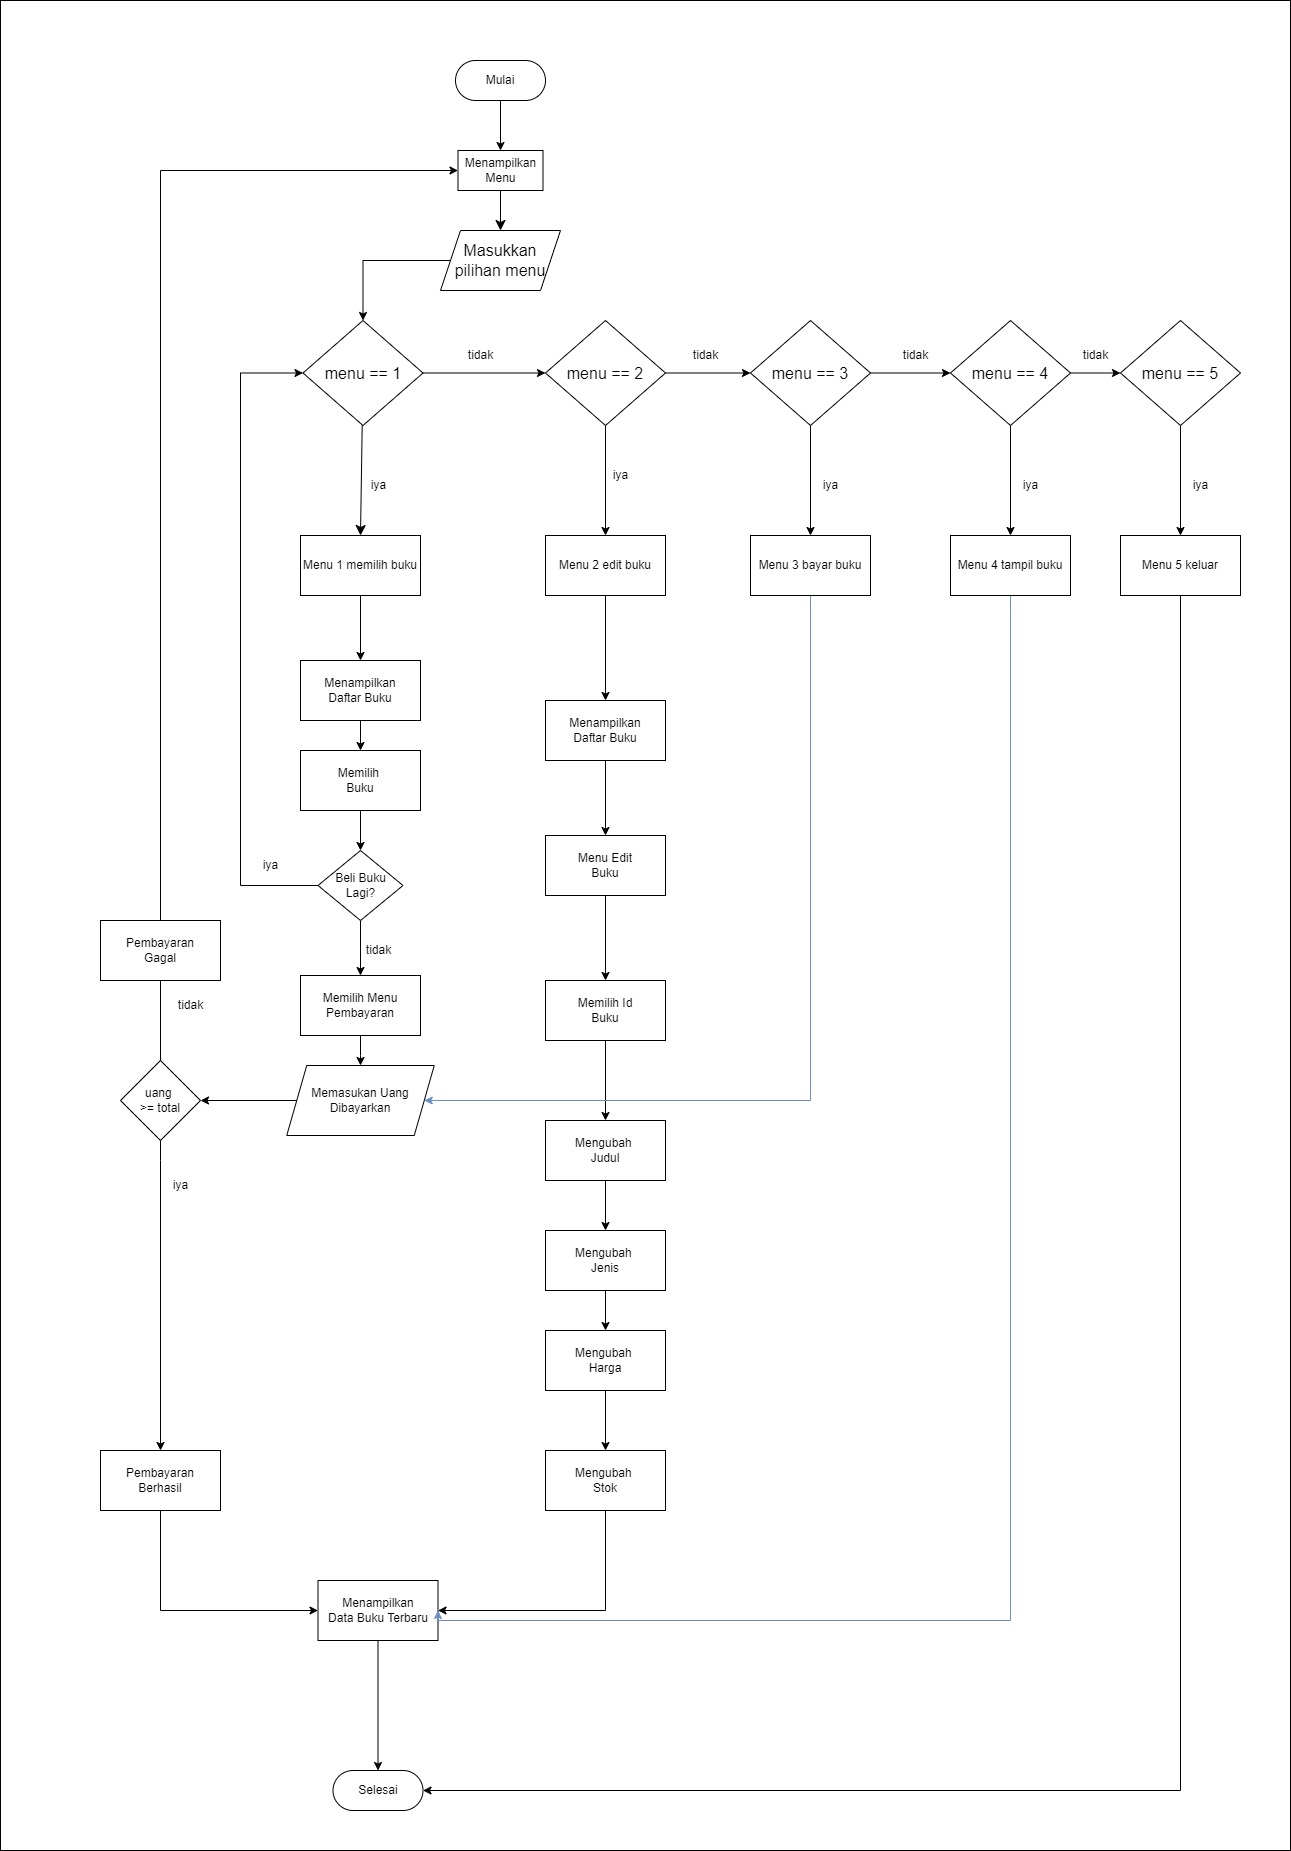 Mulai
Menampilkan
Menu
Masukkan
pilihan menu
menu == 1
tidak
menu == 2
tidak
menu == 3
tidak
menu == 4
tidak
menu == 5
iya
iya
iya
iya
iya
Menu 1 memilih buku
Menu 2 edit buku
Menu 3 bayar buku
Menu 4 tampil buku
Menu 5 keluar
Menampilkan
Daftar Buku
Menampilkan
Daftar Buku
Memilih
Buku
iya
Beli Buku
Lagi?
Menu Edit
Buku
Pembayaran
Gagal
tidak
tidak
Memilih Menu
Pembayaran
Memilih Id
Buku
uang
>= total
Memasukan Uang
Dibayarkan
Mengubah
Judul
iya
Mengubah
Jenis
Mengubah
Harga
Pembayaran
Berhasil
Mengubah
Stok
Menampilkan
Data Buku Terbaru
Selesai